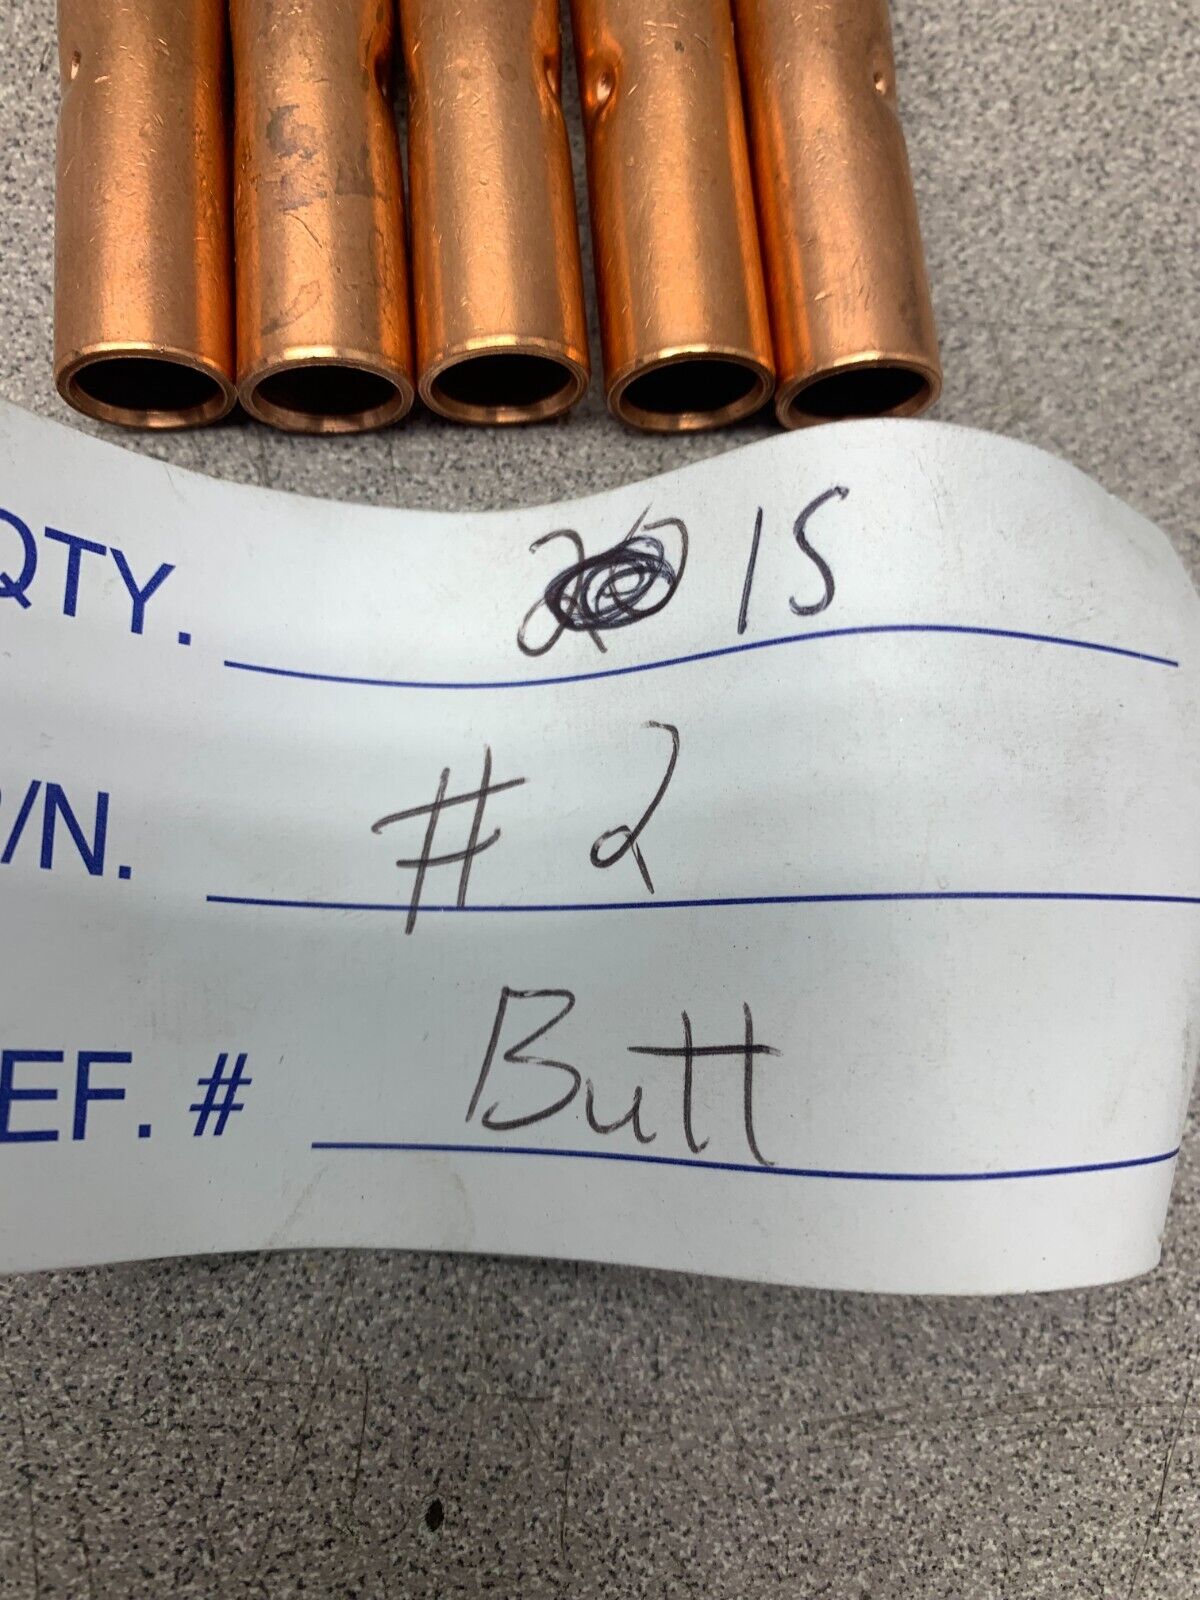 QTY. 15
/N. # 2
EF. # Butt